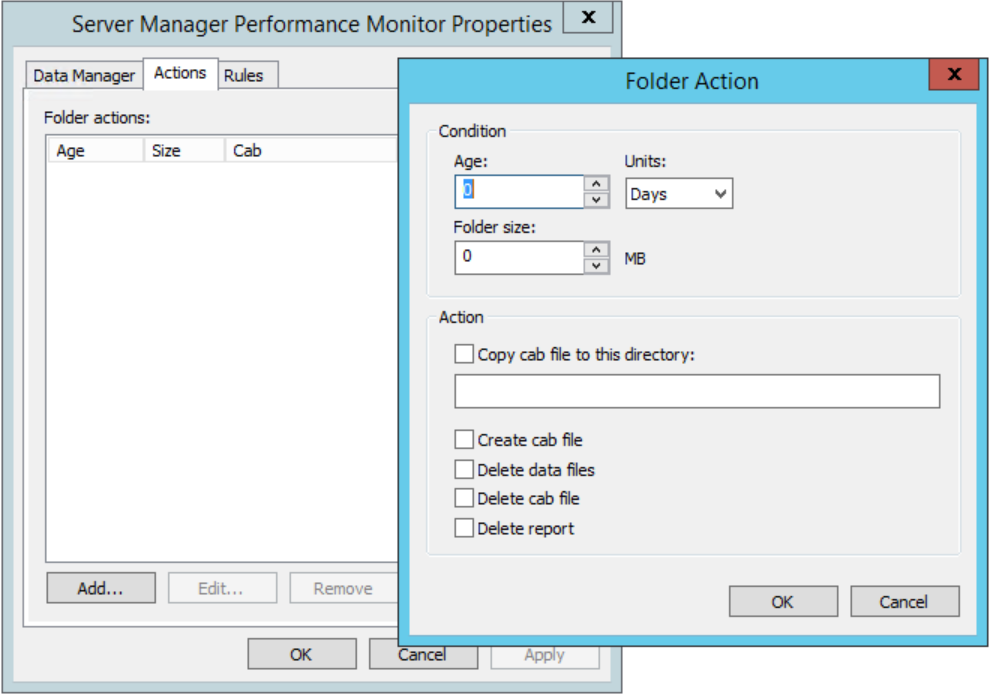 Server Manager Performance Monitor Properties
x
Data Manager
Actions
Rules
Folder actions:
Age
Size
Cab
Add...
Edit...
Remove
OK
Cancel
Apply
Folder Action
x
Condition
Age:
Units:
0
Days
Folder size:
0
MB
Action
Copy cab file to this directory:
Create cab file
Delete data files
Delete cab file
Delete report
OK
Cancel